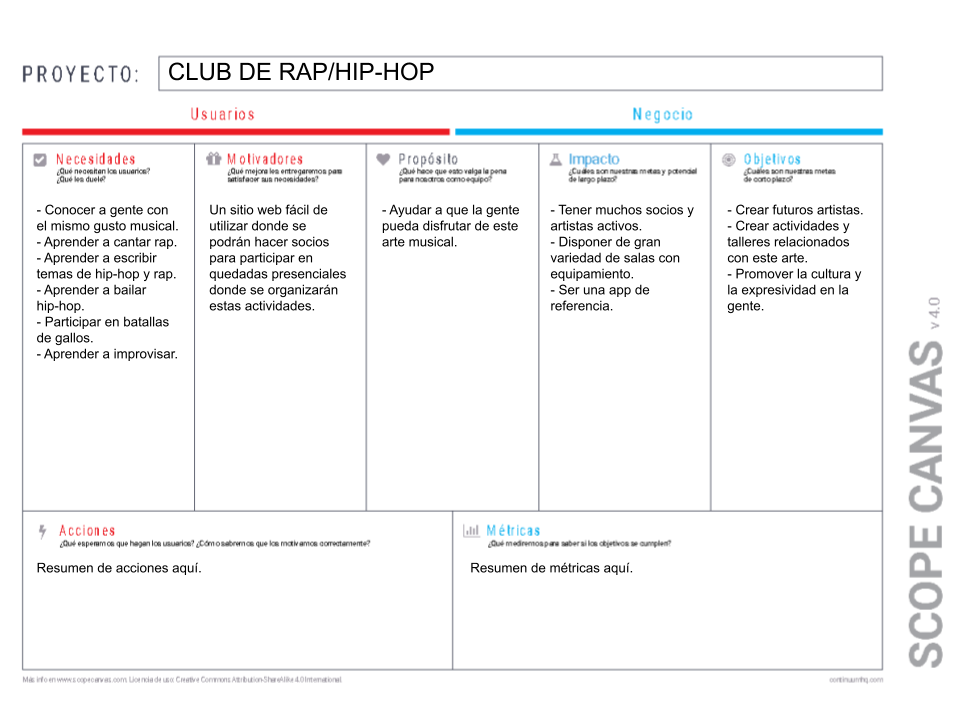 PROYECTO:
CLUB DE RAP/HIP-HOP
Usuarios
Negocio
Necesidades
¿Qué necesitan los usuarios?
¿Qué les duele?
- Conocer a gente con
el mismo gusto musical.
- Aprender a cantar rap.
- Aprender a escribir
temas de hip-hop y rap.
- Aprender a bailar
hip-hop.
- Participar en batallas
de gallos.
- Aprender a improvisar.
Motivadores
¿Qué mejora les entregaremos para
satisfacer sus necesidades?
Un sitio web fácil de
utilizar donde se
podrán hacer socios
para participar en
quedadas presenciales
donde se organizarán
estas actividades.
Propósito
¿Qué hace que esto valga la pena
para nosotros como equipo?
- Ayudar a que la gente
pueda disfrutar de este
arte musical.
Impacto
¿Cuáles son nuestras metas y potencial
de largo plazo?
- Tener muchos socios y
artistas activos.
- Disponer de gran
variedad de salas con
equipamiento.
- Ser una app de
referencia.
Objetivos
¿Cuáles son nuestras metas
de corto plazo?
- Crear futuros artistas.
- Crear actividades y
talleres relacionados
con este arte.
- Promover la cultura y
la expresividad en la
gente.
Acciones
¿Qué esperamos que hagan los usuarios? ¿Cómo sabremos que los motivamos correctamente?
Resumen de acciones aquí.
Métricas
¿Qué mediremos para saber si los objetivos se cumplen?
Resumen de métricas aquí.
SCOPE CANVAS v 4.0
Más info en www.scopecanvas.com. Licencia de uso: Creative Commons Attribution-ShareAlike 4.0 International.
continuumhq.com